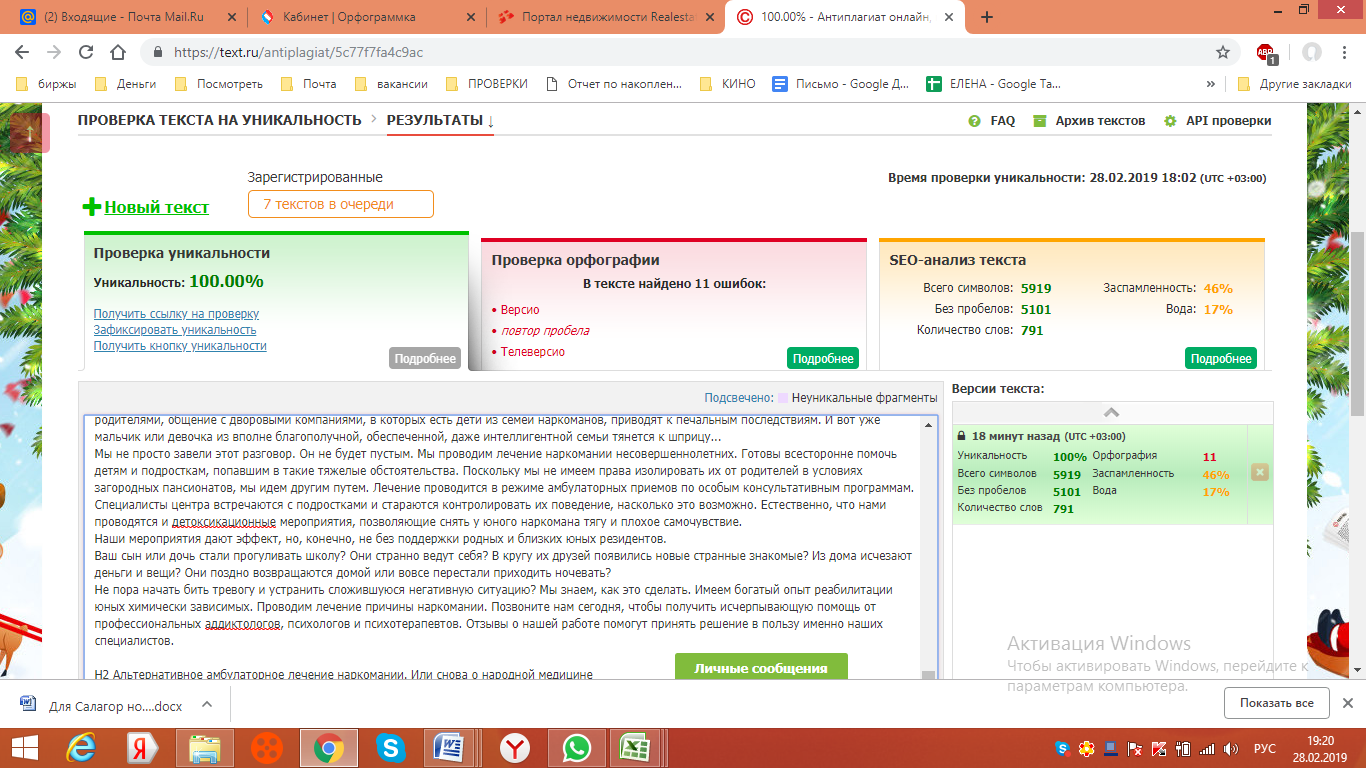 (2) Входящие - Почта Mail.Ru
Кабинет | Орфограммка
Портал недвижимости Realesta
100.00% - Антиплагиат онлайн,
https://text.ru/antiplagiat/5c77f7fa4c9ac
ABP
1
биржы
Деньги
Посмотреть
Почта
вакансии
ПРОВЕРКИ
Отчет по накоплен...
КИНО
Письмо - Google Д...
ЕЛЕНА - Google Та...
»
Другие закладки
ПРОВЕРКА ТЕКСТА НА УНИКАЛЬНОСТЬ > РЕЗУЛЬТАТЫ ↓
FAQ
Архив текстов
API проверки
Зарегистрированные
Время проверки уникальности: 28.02.2019 18:02 (UTC +03:00)
Новый текст
7 текстов в очереди
Проверка уникальности
Уникальность: 100.00%
Получить ссылку на проверку
Зафиксировать уникальность
Получить кнопку уникальности
Подробнее
Проверка орфографии
В тексте найдено 11 ошибок:
• Версио
• повтор пробела
• Телеверсио
Подробнее
SEO-анализ текста
Всего символов: 5919 Заспамленность: 46%
Без пробелов: 5101 Вода: 17%
Количество слов: 791
Подробнее
Подсвечено: Неуникальные фрагменты
родителями, общение с дворовыми компаниями, в которых есть дети из семей наркоманов, приводят к печальным последствиям. И вот уже
мальчик или девочка из вполне благополучной, обеспеченной, даже интеллигентной семьи тянется к шприцу...
Мы не просто завели этот разговор. Он не будет пустым. Мы проводим лечение наркомании несовершеннолетних. Готовы всесторонне помочь
детям и подросткам, попавшим в такие тяжелые обстоятельства. Поскольку мы не имеем права изолировать их от родителей в условиях
загородных пансионатов, мы идем другим путем. Лечение проводится в режиме амбулаторных приемов по особым консультативным программам.
Специалисты центра встречаются с подростками и стараются контролировать их поведение, насколько это возможно. Естественно, что нами
проводятся и детоксикационные мероприятия, позволяющие снять у юного наркомана тягу и плохое самочувствие.
Наши мероприятия дают эффект, но, конечно, не без поддержки родных и близких юных резидентов.
Ваш сын или дочь стали прогуливать школу? Они странно ведут себя? В кругу их друзей появились новые странные знакомые? Из дома исчезают
деньги и вещи? Они поздно возвращаются домой или вовсе перестали приходить ночевать?
Не пора начать бить тревогу и устранить сложившуюся негативную ситуацию? Мы знаем, как это сделать. Имеем богатый опыт реабилитации
юных химически зависимых. Проводим лечение причины наркомании. Позвоните нам сегодня, чтобы получить исчерпывающую помощь от
профессиональных аддиктологов, психологов и психотерапевтов. Отзывы о нашей работе помогут принять решение в пользу именно наших
специалистов.
H2 Альтернативное амбулаторное лечение наркомании. Или снова о народной медицине
Версии текста:
18 минут назад (UTC +03:00)
Уникальность 100% Орфография 11
Всего символов 5919 Заспамленность 46%
Без пробелов 5101 Вода 17%
Количество слов 791
Личные сообщения
Активация Windows
Чтобы активировать Windows, перейдите к
параметрам компьютера.
Для Салагор но....docx
Показать все
РУС
19:20
28.02.2019